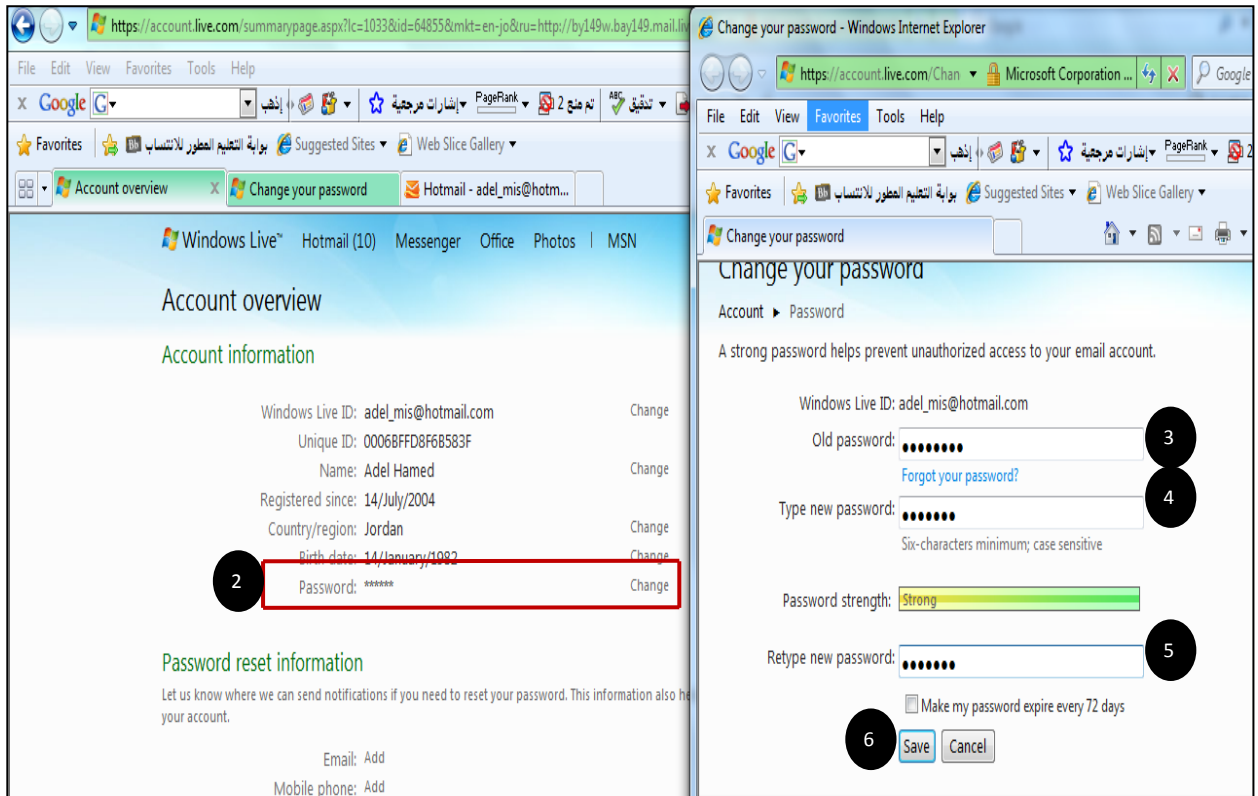 https://account.live.com/summarypage.aspx?lc=1033&id=64855&mkt=en-jo&ru=http://by149w.bay149.mail.liv
File Edit View Favorites Tools Help
x Google G إذهب PageRank إشارات مرجعية تم منع 2 تدقيق
Favorites بوابة التعليم المطور للانتساب Suggested Sites Web Slice Gallery
Account overview x Change your password Hotmail - adel_mis@hotm...
Windows Live™ Hotmail (10) Messenger Office Photos | MSN
Account overview
Account information
Windows Live ID: adel_mis@hotmail.com Change
Unique ID: 0006BFFD8F6B583F
Name: Adel Hamed Change
Registered since: 14/July/2004
Country/region: Jordan Change
Birth date: 14/January/1982 Change
2 Password: ****** Change
Password reset information
Let us know where we can send notifications if you need to reset your password. This information also he
your account.
Email: Add
Mobile phone: Add
Change your password - Windows Internet Explorer
https://account.live.com/Chan Microsoft Corporation ... Google
File Edit View Favorites Tools Help
x Google G إذهب إشارات مرجعية PageRank 2
Favorites بوابة التعليم المطور للانتساب Suggested Sites Web Slice Gallery
Change your password
Change your password
Account ► Password
A strong password helps prevent unauthorized access to your email account.
Windows Live ID: adel_mis@hotmail.com
Old password: ●●●●●●●● 3
Forgot your password?
Type new password: ●●●●●●● 4
Six-characters minimum; case sensitive
Password strength: Strong
Retype new password: ●●●●●●● 5
Make my password expire every 72 days
6 Save Cancel